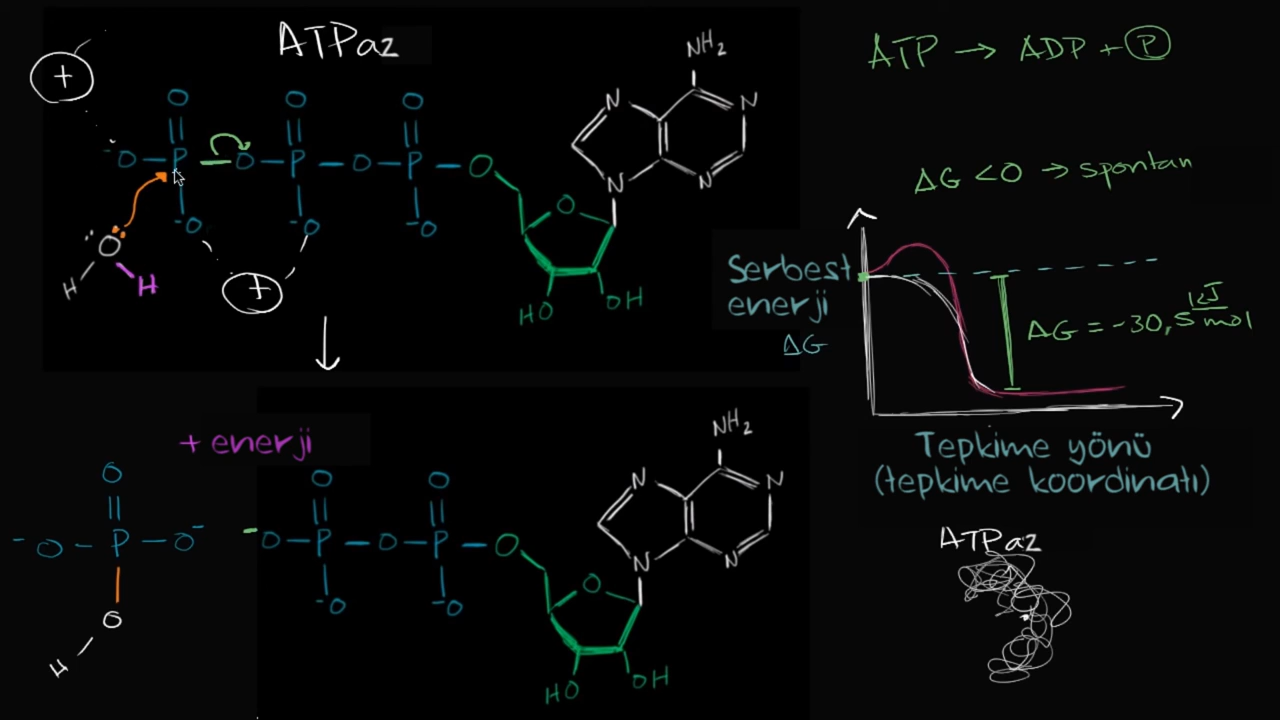 ATPaz
ATP → ADP + P
ΔG < 0 → spontan
+
O O O
-O P O P O P O
-O -O -O
O
H H
+
NH2
N N
N N
O
HO OH
Serbest
enerji
ΔG
ΔG = -30,5 kJ/mol
Tepkime yönü
(tepkime koordinatı)
+ enerji
O
-O P O-
O
H
O O
-O P O P O
-O -O
NH2
N N
N N
O
HO OH
ATPaz